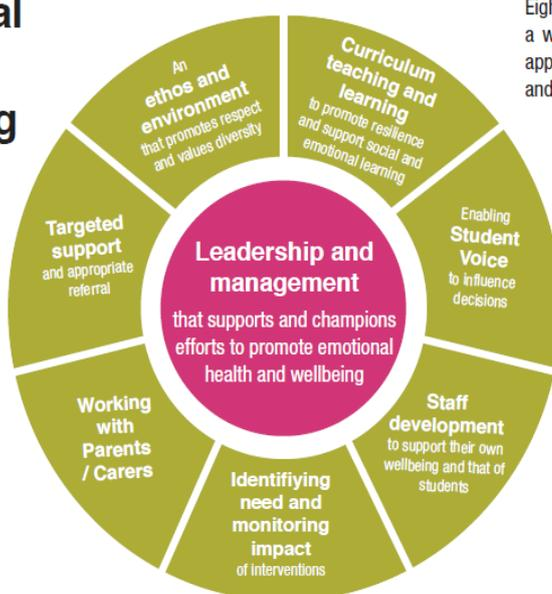 al
g
Eigh
a w
app
and
An
ethos and
environment
that promotes respect
and values diversity
Curriculum
teaching and
learning
to promote resilience
and support social and
emotional learning
Enabling
Student
Voice
to influence
decisions
Staff
development
to support their own
wellbeing and that of
students
Identifiying
need and
monitoring
impact
of interventions
Working
with
Parents
/ Carers
Targeted
support
and appropriate
referral
Leadership and
management
that supports and champions
efforts to promote emotional
health and wellbeing